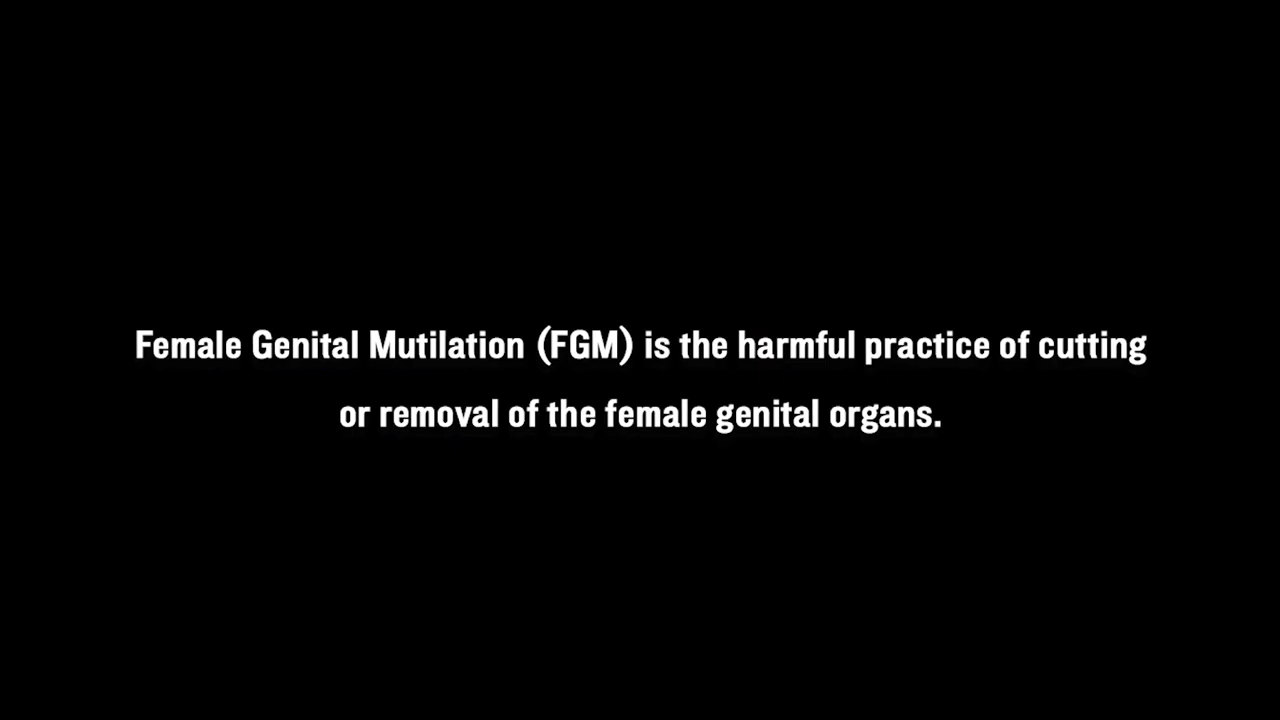 Female Genital Mutilation (FGM) is the harmful practice of cutting
or removal of the female genital organs.